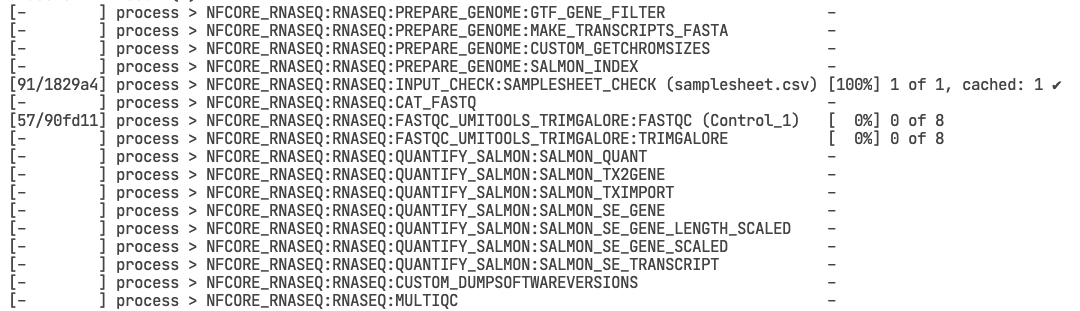 [-        ] process > NFCORE_RNASEQ:RNASEQ:PREPARE_GENOME:GTF_GENE_FILTER                  -
[-        ] process > NFCORE_RNASEQ:RNASEQ:PREPARE_GENOME:MAKE_TRANSCRIPTS_FASTA           -
[-        ] process > NFCORE_RNASEQ:RNASEQ:PREPARE_GENOME:CUSTOM_GETCHROMSIZES             -
[-        ] process > NFCORE_RNASEQ:RNASEQ:PREPARE_GENOME:SALMON_INDEX                     -
[91/1829a4] process > NFCORE_RNASEQ:RNASEQ:INPUT_CHECK:SAMPLESHEET_CHECK (samplesheet.csv) [100%] 1 of 1, cached: 1 ✔
[-        ] process > NFCORE_RNASEQ:RNASEQ:CAT_FASTQ                                       -
[57/90fd11] process > NFCORE_RNASEQ:RNASEQ:FASTQC_UMITOOLS_TRIMGALORE:FASTQC (Control_1)   [  0%] 0 of 8
[-        ] process > NFCORE_RNASEQ:RNASEQ:FASTQC_UMITOOLS_TRIMGALORE:TRIMGALORE           [  0%] 0 of 8
[-        ] process > NFCORE_RNASEQ:RNASEQ:QUANTIFY_SALMON:SALMON_QUANT                    -
[-        ] process > NFCORE_RNASEQ:RNASEQ:QUANTIFY_SALMON:SALMON_TX2GENE                  -
[-        ] process > NFCORE_RNASEQ:RNASEQ:QUANTIFY_SALMON:SALMON_TXIMPORT                 -
[-        ] process > NFCORE_RNASEQ:RNASEQ:QUANTIFY_SALMON:SALMON_SE_GENE                  -
[-        ] process > NFCORE_RNASEQ:RNASEQ:QUANTIFY_SALMON:SALMON_SE_GENE_LENGTH_SCALED    -
[-        ] process > NFCORE_RNASEQ:RNASEQ:QUANTIFY_SALMON:SALMON_SE_GENE_SCALED           -
[-        ] process > NFCORE_RNASEQ:RNASEQ:QUANTIFY_SALMON:SALMON_SE_TRANSCRIPT            -
[-        ] process > NFCORE_RNASEQ:RNASEQ:CUSTOM_DUMPSOFTWAREVERSIONS                     -
[-        ] process > NFCORE_RNASEQ:RNASEQ:MULTIQC                                         -